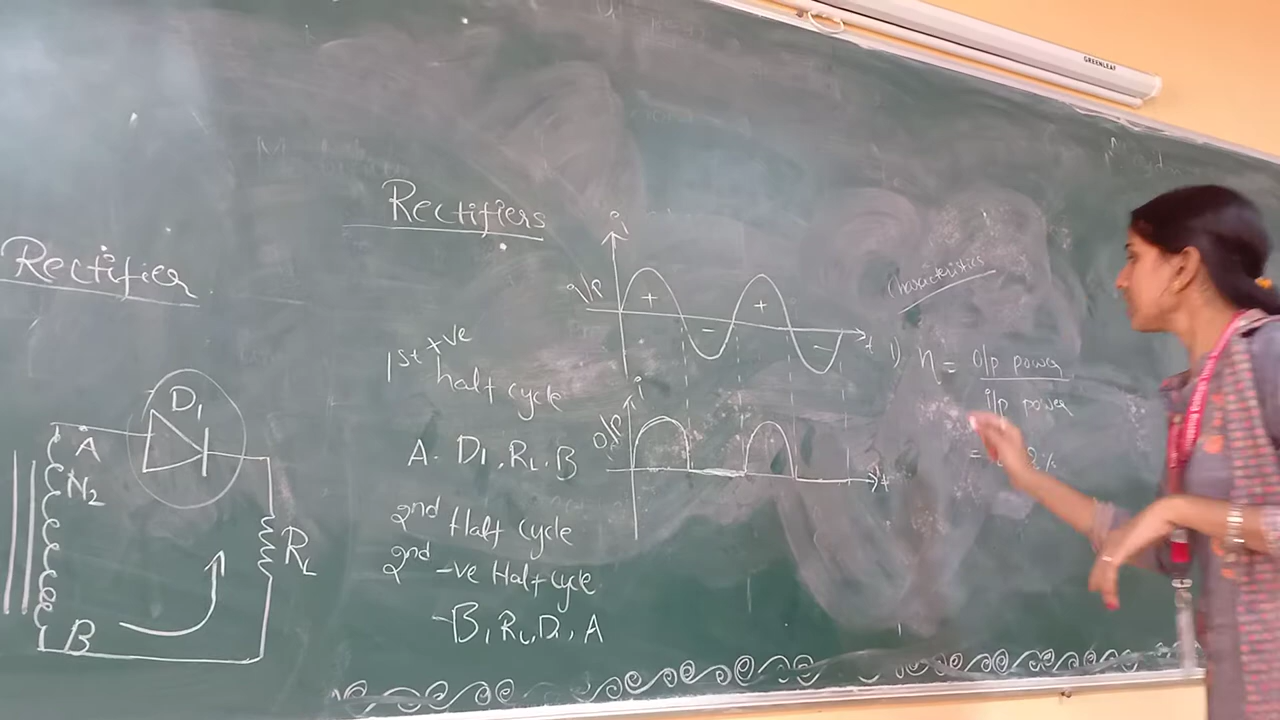 GREENLEAF
Rectifier
D1
A
N2
RL
B
Rectifiers
1st +ve
half cycle
A. D1, RL, B
2nd Half cycle
2nd -ve Half cycle
B, RL, D1, A
i
i/P
+
+
-
-
t
i
O/P
t
Characteristics
1) η = O/p power
i/p power